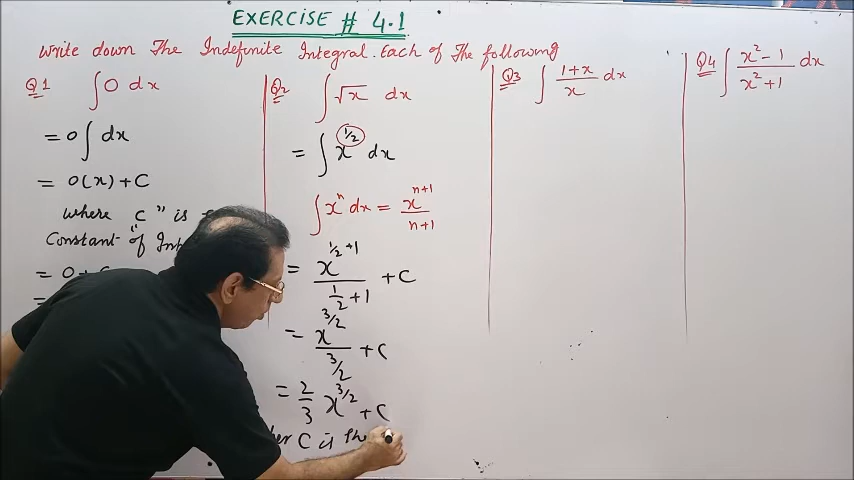 EXERCISE # 4.1
Write down The Indefinite Integral. Each of The following
Q1 ∫ 0 dx
= 0 ∫ dx
= 0(x) + C
where "C" is
Constant of
= 0 + C
=
Q2 ∫ √x dx
= ∫ x^{1/2} dx
∫ x^n dx = x^{n+1} / n+1
= x^{1/2+1} / (1/2 + 1) + C
= x^{3/2} / (3/2) + C
= 2/3 x^{3/2} + C
C is The
Q3 ∫ (1+x)/x dx
Q4 ∫ (x² - 1)/(x² + 1) dx